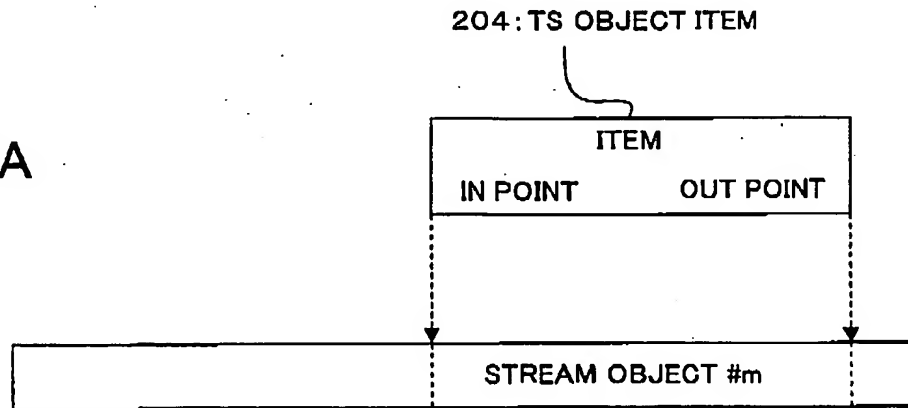 204:TS OBJECT ITEM
A
ITEM
IN POINT OUT POINT
STREAM OBJECT #m